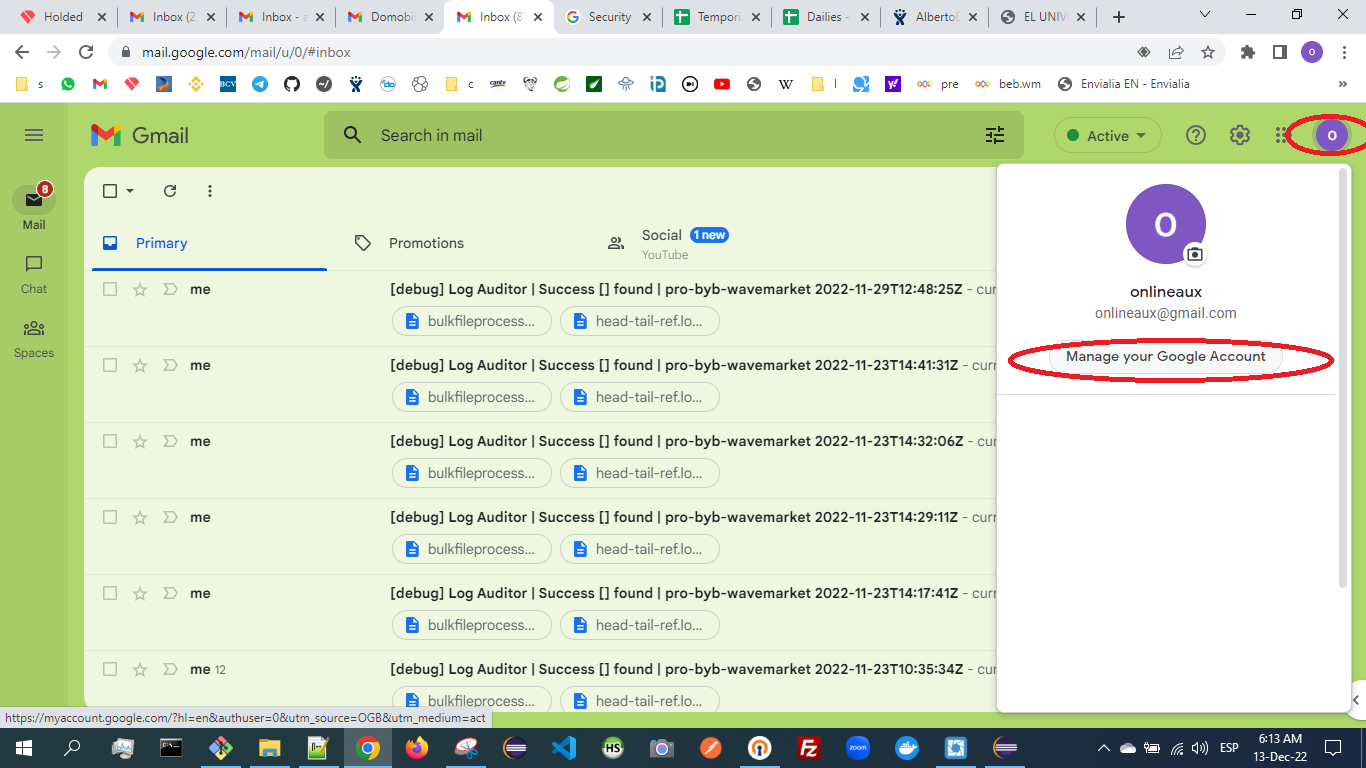 Holded
Inbox (2
Inbox - a
Domobil
Inbox (8
Security
Tempori
Dailies -
AlbertoD
EL UNIV
mail.google.com/mail/u/0/#inbox
O
s
BCV
c
cantv
W
l
pre
beb.wm
Envialia EN - Envialia
»
Gmail
Search in mail
Active
O
8
Mail
Chat
Spaces
Primary
Promotions
Social 1 new
YouTube
me [debug] Log Auditor | Success [] found | pro-byb-wavemarket 2022-11-29T12:48:25Z - curr
bulkfileprocess... head-tail-ref.lo...
me [debug] Log Auditor | Success [] found | pro-byb-wavemarket 2022-11-23T14:41:31Z - curr
bulkfileprocess... head-tail-ref.lo...
me [debug] Log Auditor | Success [] found | pro-byb-wavemarket 2022-11-23T14:32:06Z - curr
bulkfileprocess... head-tail-ref.lo...
me [debug] Log Auditor | Success [] found | pro-byb-wavemarket 2022-11-23T14:29:11Z - curr
bulkfileprocess... head-tail-ref.lo...
me [debug] Log Auditor | Success [] found | pro-byb-wavemarket 2022-11-23T14:17:41Z - curr
bulkfileprocess... head-tail-ref.lo...
me 12 [debug] Log Auditor | Success [] found | pro-byb-wavemarket 2022-11-23T10:35:34Z - curr
bulkfileprocess... head-tail-ref.lo...
O
onlineaux
onlineaux@gmail.com
Manage your Google Account
https://myaccount.google.com/?hl=en&authuser=0&utm_source=OGB&utm_medium=act
HS
zoom
ESP
6:13 AM
13-Dec-22